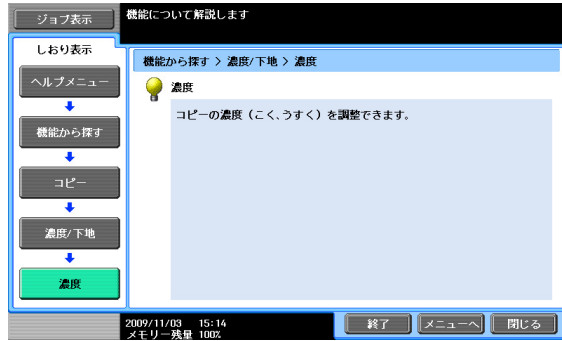 ジョブ表示
機能について解説します
しおり表示
ヘルプメニュー
機能から探す
コピー
濃度/下地
濃度
機能から探す > 濃度/下地 > 濃度
濃度
コピーの濃度（こく、うすく）を調整できます。
2009/11/03 15:14
メモリー残量 100%
終了
メニューへ
閉じる